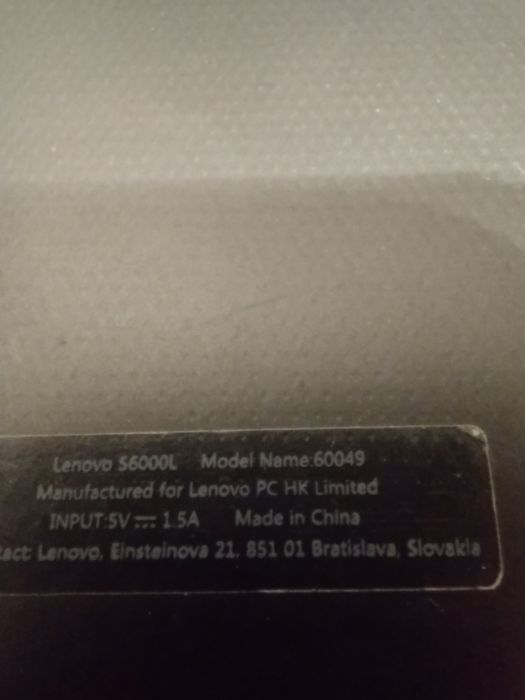 Lenovo S6000L Model Name:60049
Manufactured for Lenovo PC HK Limited
INPUT:5V⎓1.5A Made in China
Lenovo, Einsteinova 21, 851 01 Bratislava, Slovakia